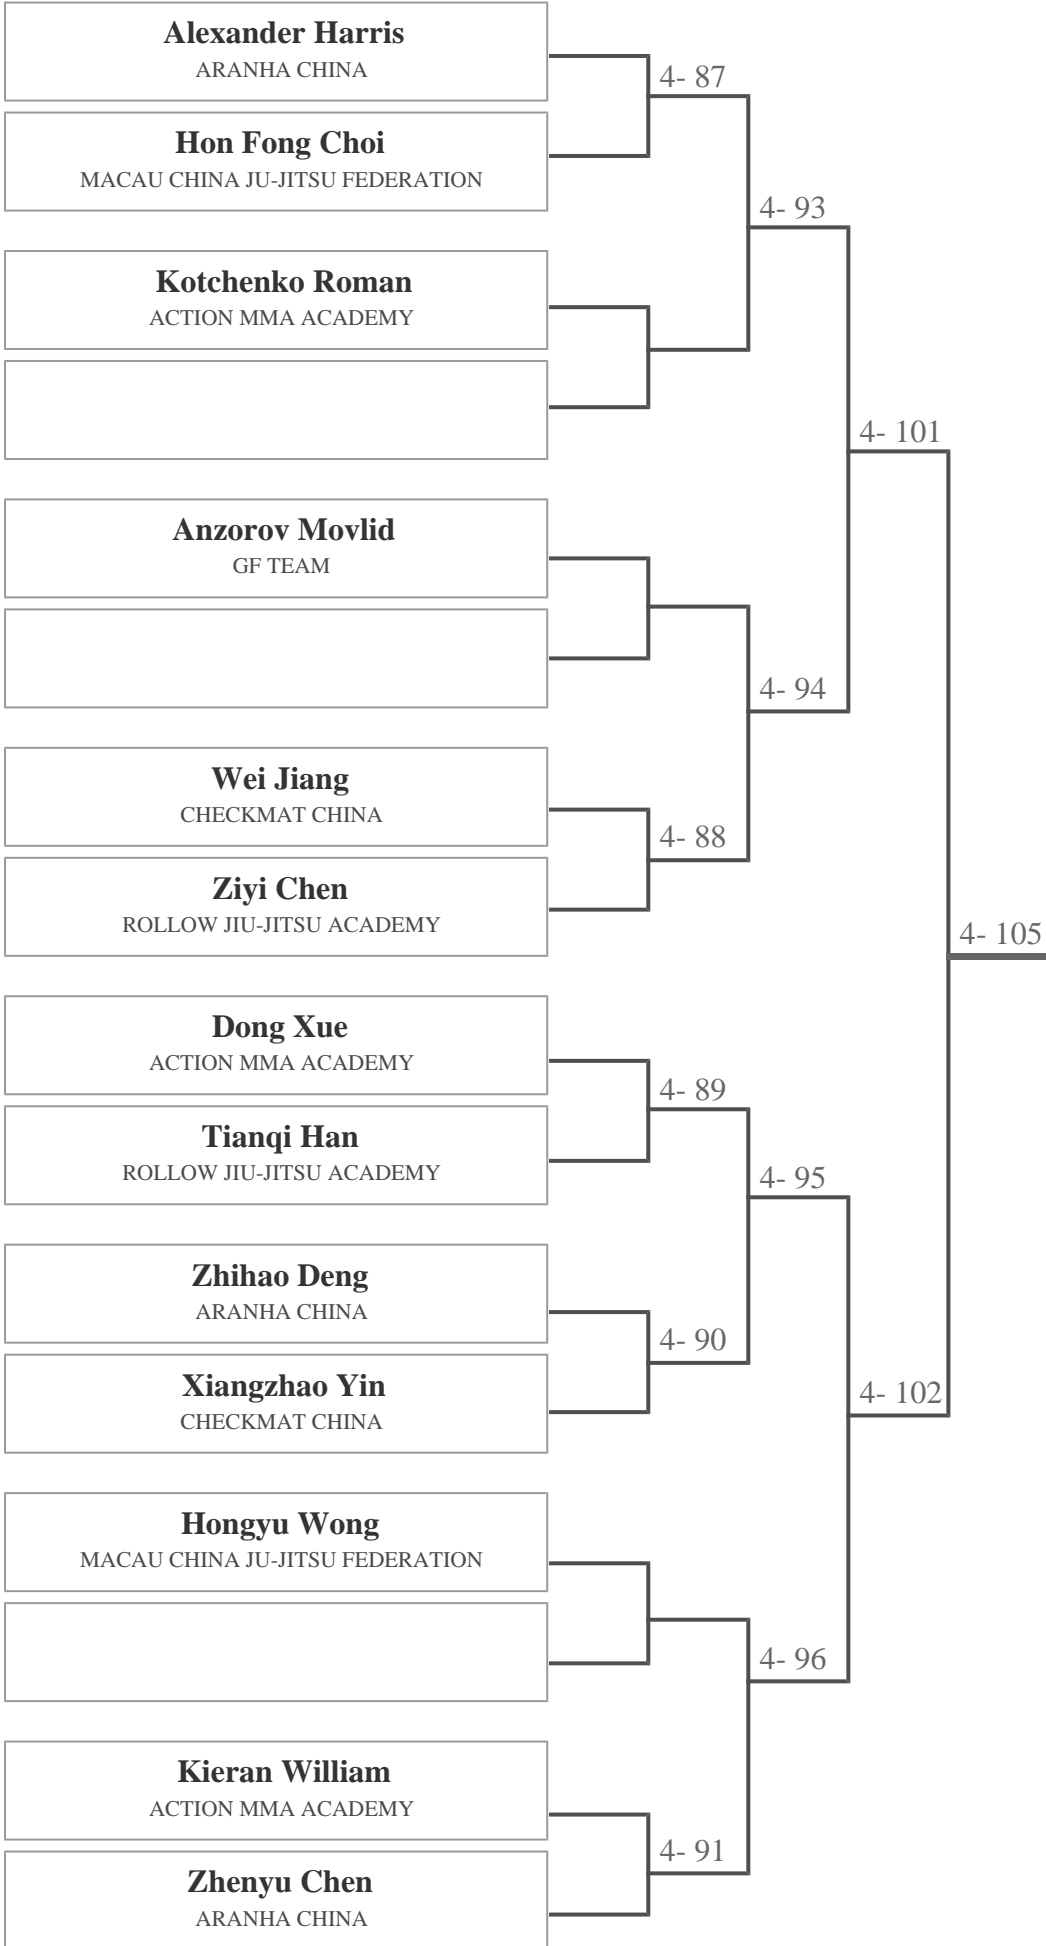 Alexander Harris
ARANHA CHINA
4- 87
Hon Fong Choi
MACAU CHINA JU-JITSU FEDERATION
4- 93
Kotchenko Roman
ACTION MMA ACADEMY
4- 101
Anzorov Movlid
GF TEAM
4- 94
Wei Jiang
CHECKMAT CHINA
4- 88
Ziyi Chen
ROLLOW JIU-JITSU ACADEMY
4- 105
Dong Xue
ACTION MMA ACADEMY
4- 89
Tianqi Han
ROLLOW JIU-JITSU ACADEMY
4- 95
Zhihao Deng
ARANHA CHINA
4- 90
Xiangzhao Yin
CHECKMAT CHINA
4- 102
Hongyu Wong
MACAU CHINA JU-JITSU FEDERATION
4- 96
Kieran William
ACTION MMA ACADEMY
4- 91
Zhenyu Chen
ARANHA CHINA